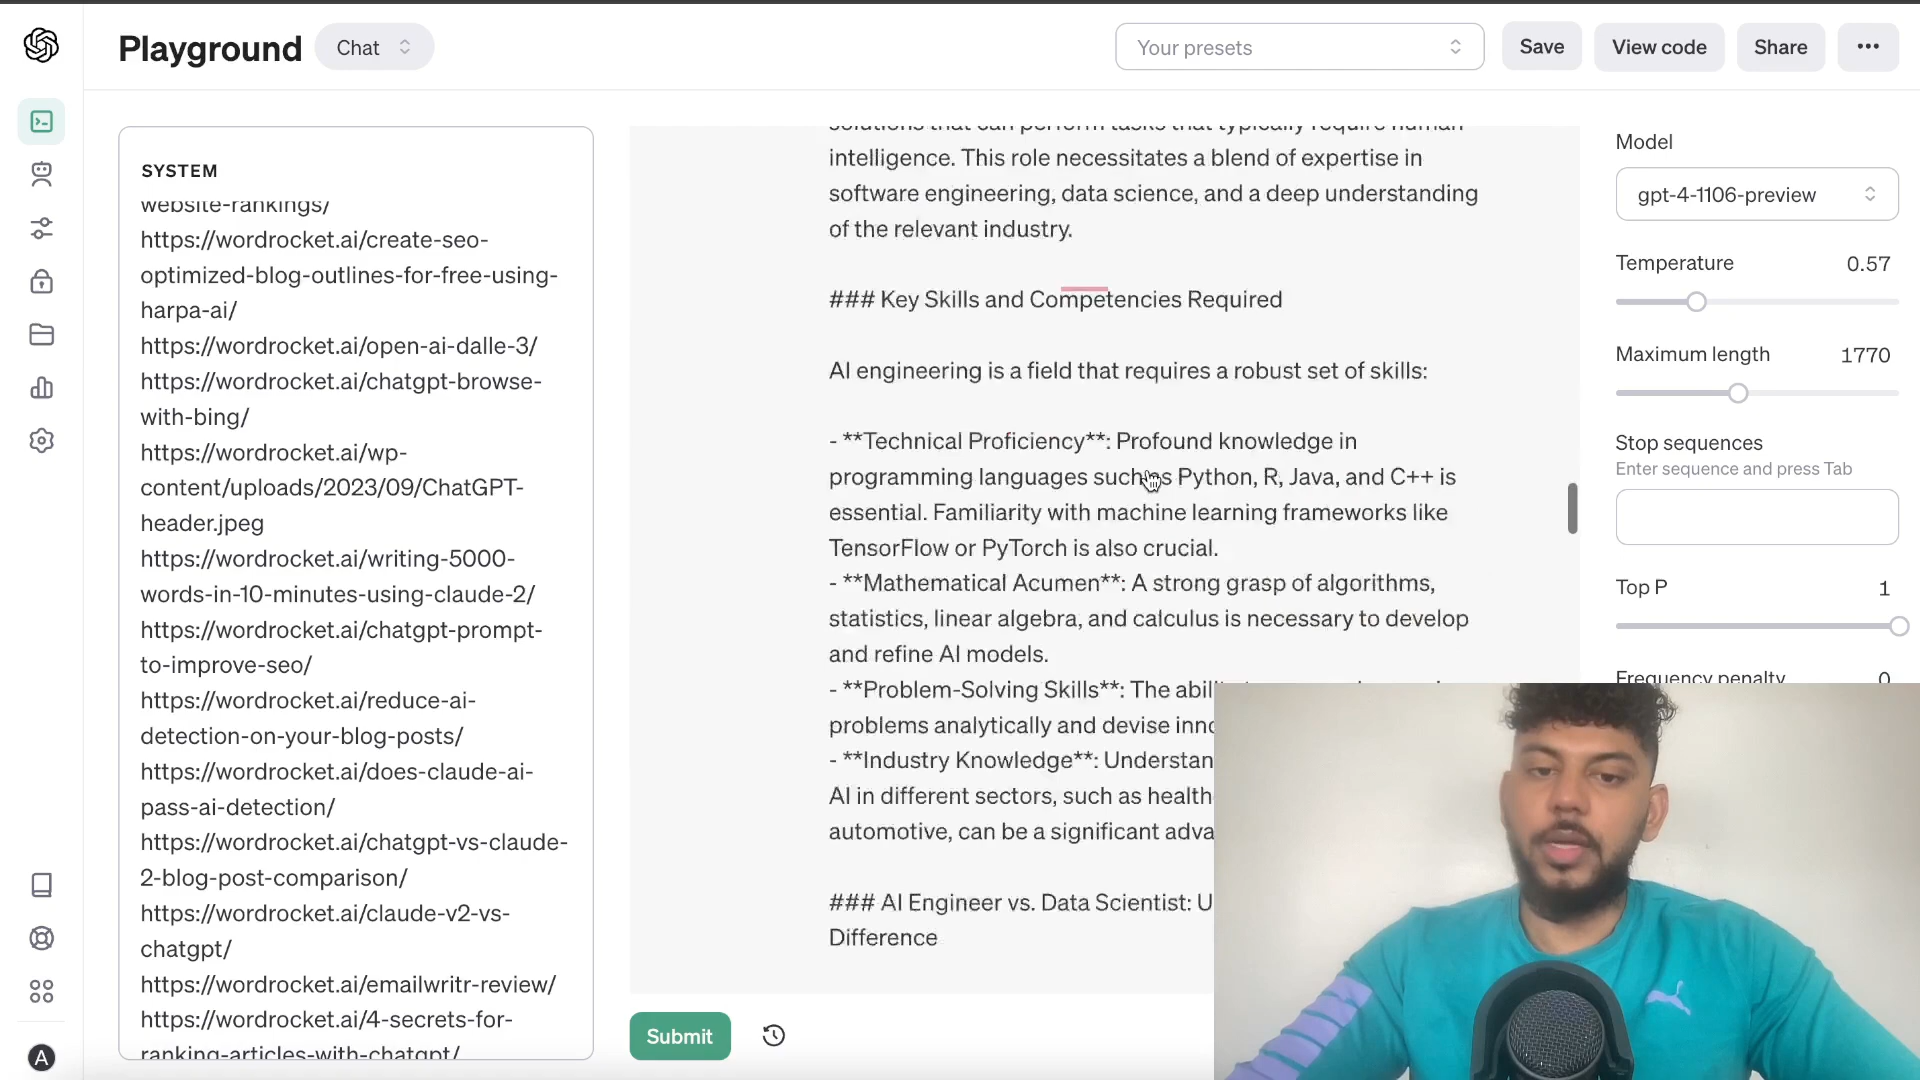 Playground
Chat
Your presets
Save
View code
Share
SYSTEM
website-rankings/
https://wordrocket.ai/create-seo-
optimized-blog-outlines-for-free-using-
harpa-ai/
https://wordrocket.ai/open-ai-dalle-3/
https://wordrocket.ai/chatgpt-browse-
with-bing/
https://wordrocket.ai/wp-
content/uploads/2023/09/ChatGPT-
header.jpeg
https://wordrocket.ai/writing-5000-
words-in-10-minutes-using-claude-2/
https://wordrocket.ai/chatgpt-prompt-
to-improve-seo/
https://wordrocket.ai/reduce-ai-
detection-on-your-blog-posts/
https://wordrocket.ai/does-claude-ai-
pass-ai-detection/
https://wordrocket.ai/chatgpt-vs-claude-
2-blog-post-comparison/
https://wordrocket.ai/claude-v2-vs-
chatgpt/
https://wordrocket.ai/emailwritr-review/
https://wordrocket.ai/4-secrets-for-
ranking-articles-with-chatgpt/
solutions that can perform tasks that typically require human
intelligence. This role necessitates a blend of expertise in
software engineering, data science, and a deep understanding
of the relevant industry.
### Key Skills and Competencies Required
AI engineering is a field that requires a robust set of skills:
- **Technical Proficiency**: Profound knowledge in
programming languages such as Python, R, Java, and C++ is
essential. Familiarity with machine learning frameworks like
TensorFlow or PyTorch is also crucial.
- **Mathematical Acumen**: A strong grasp of algorithms,
statistics, linear algebra, and calculus is necessary to develop
and refine AI models.
- **Problem-Solving Skills**: The
problems analytically and devise
- **Industry Knowledge**:
AI in different sectors, such as
automotive, can be a significant
### AI Engineer vs. Data Scientist:
Difference
Submit
Model
gpt-4-1106-preview
Temperature
0.57
Maximum length
1770
Stop sequences
Enter sequence and press Tab
Top P
1
Frequency penalty
0
A